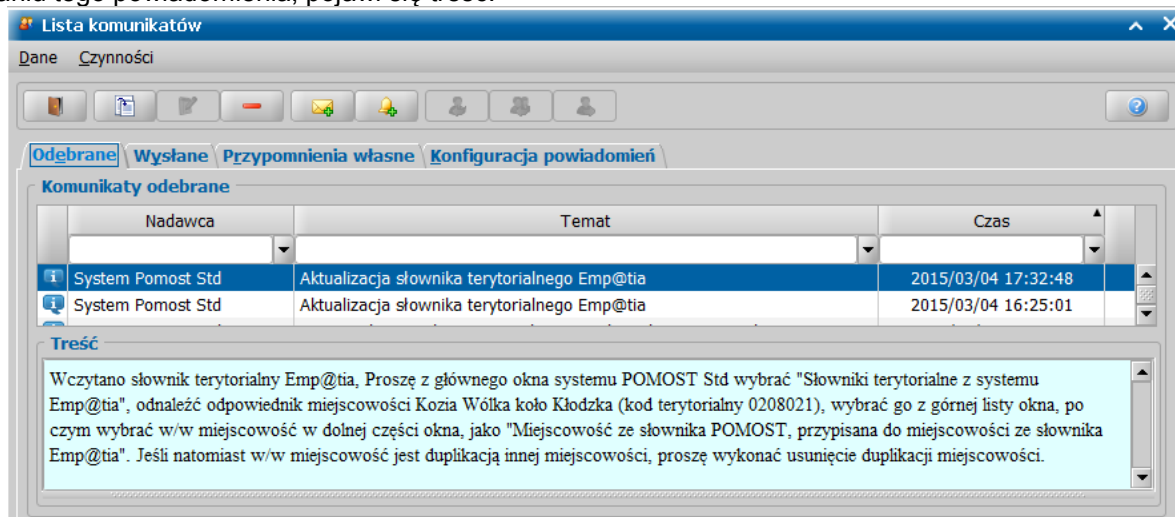 tego powiadomienia, pojawi się treść:
Lista komunikatów
Dane Czynności
Odebrane Wysłane Przypomnienia własne Konfiguracja powiadomień
Komunikaty odebrane
Nadawca Temat Czas
System Pomost Std Aktualizacja słownika terytorialnego Emp@tia 2015/03/04 17:32:48
System Pomost Std Aktualizacja słownika terytorialnego Emp@tia 2015/03/04 16:25:01
Treść
Wczytano słownik terytorialny Emp@tia, Proszę z głównego okna systemu POMOST Std wybrać "Słowniki terytorialne z systemu
Emp@tia", odnaleźć odpowiednik miejscowości Kozia Wólka koło Kłodzka (kod terytorialny 0208021), wybrać go z górnej listy okna, po
czym wybrać w/w miejscowość w dolnej części okna, jako "Miejscowość ze słownika POMOST, przypisana do miejscowości ze słownika
Emp@tia". Jeśli natomiast w/w miejscowość jest duplikacją innej miejscowości, proszę wykonać usunięcie duplikacji miejscowości.